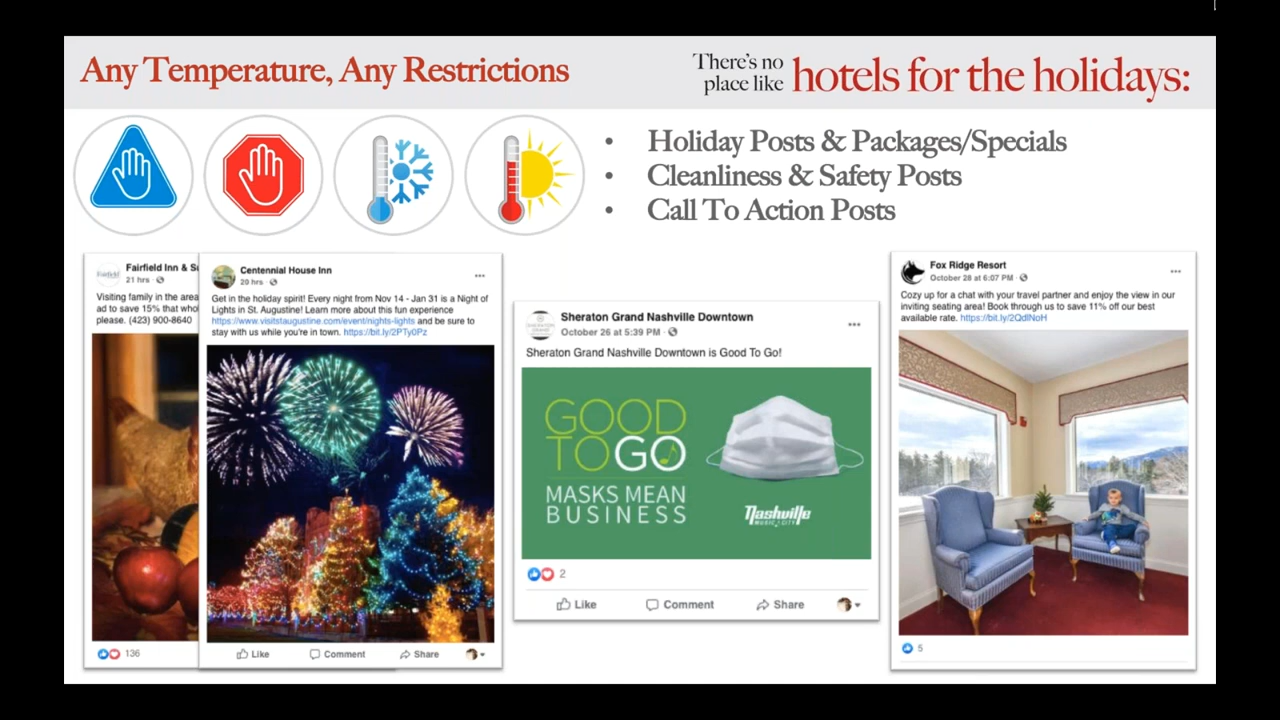 Any Temperature, Any Restrictions
There's no
place like
hotels for the holidays:
• Holiday Posts & Packages/Specials
• Cleanliness & Safety Posts
• Call To Action Posts
Fairfield Inn & S
21 hrs ·
Visiting family in the area
ad to save 15% that
please. (423) 900-8640
136
Centennial House Inn
20 hrs ·
Get in the holiday spirit! Every night from Nov 14 - Jan 31 is a Night of
Lights in St. Augustine! Learn more about this fun experience
https://www.visitstaugustine.com/event/nights-lights and be sure to
stay with us while you're in town. https://bit.ly/2PTy0Pz
Like Comment Share
Sheraton Nashville Downtown
October 26 at 5:39 PM ·
Sheraton Grand Nashville Downtown is Good To Go!
GOOD
TO GO
MASKS MEAN
BUSINESS
Nashville
MUSIC CITY
2
Like Comment Share
Fox Ridge Resort
October 28 at 6:07 PM ·
Cozy up for a chat with your travel partner and enjoy the view in our
inviting seating area! Book through us to save 11% off our best
available rate. https://bit.ly/2QdlNoH
5